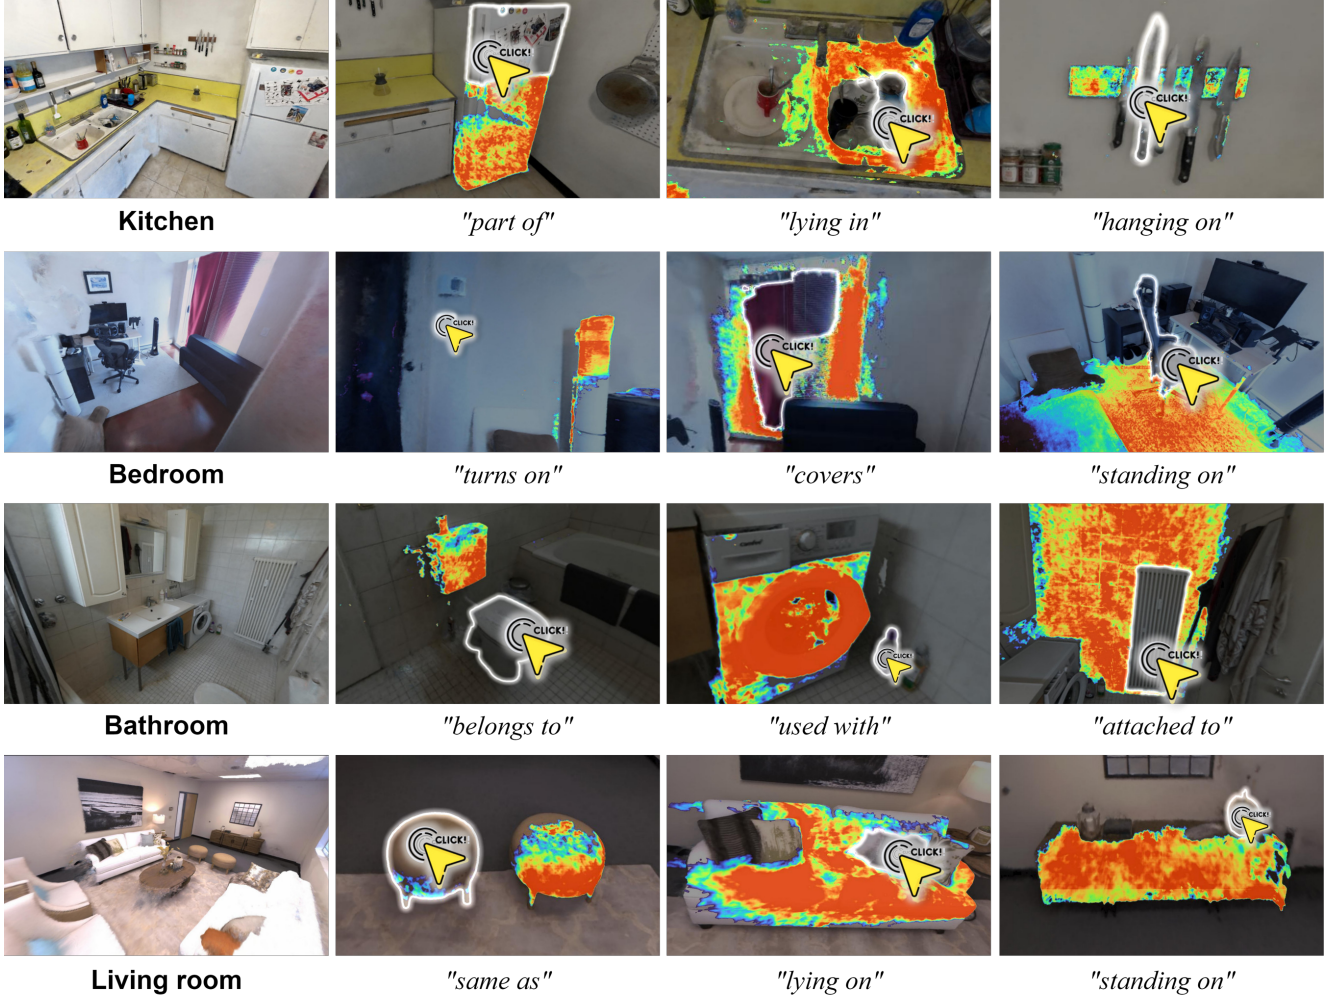 CLICK!
CLICK!
CLICK!
Kitchen
"part of"
"lying in"
"hanging on"
CLICK!
CLICK!
CLICK!
Bedroom
"turns on"
"covers"
"standing on"
CLICK!
CLICK!
CLICK!
Bathroom
"belongs to"
"used with"
"attached to"
CLICK!
CLICK!
CLICK!
Living room
"same as"
"lying on"
"standing on"